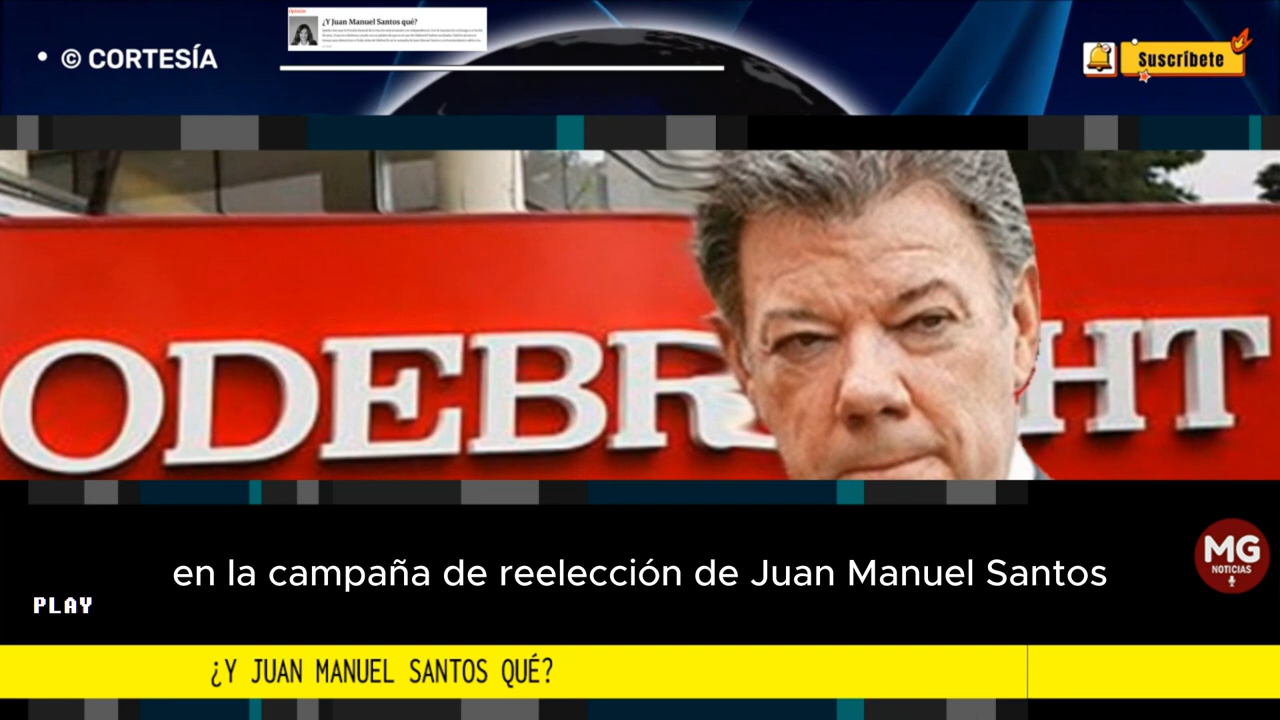 Opinión
¿Y Juan Manuel Santos qué?
• © CORTESÍA
Suscríbete
ODEBR HT
en la campaña de reelección de Juan Manuel Santos
MG
NOTICIAS
PLAY
¿Y JUAN MANUEL SANTOS QUÉ?